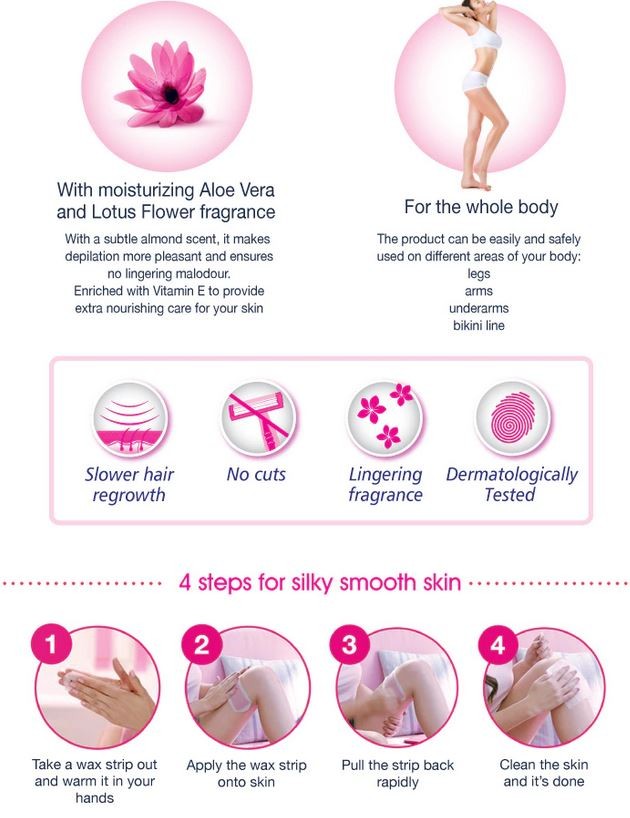 With moisturizing Aloe Vera
and Lotus Flower fragrance
With a subtle almond scent, it makes
depilation more pleasant and ensures
no lingering malodour.
Enriched with Vitamin E to provide
extra nourishing care for your skin
For the whole body
The product can be easily and safely
used on different areas of your body:
legs
arms
underarms
bikini line
Slower hair
regrowth
No cuts
Lingering
fragrance
Dermatologically
Tested
4 steps for silky smooth skin
1
Take a wax strip out
and warm it in your
hands
2
Apply the wax strip
onto skin
3
Pull the strip back
rapidly
4
Clean the skin
and it's done